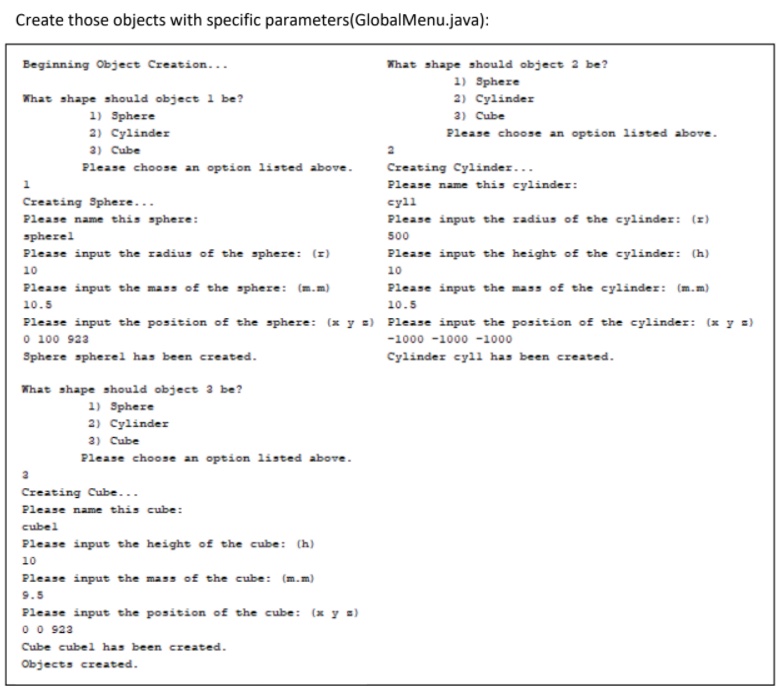 Create those objects with specific parameters(GlobalMenu.java):
Beginning Object Creation...
What shape should object 1 be?
1) Sphere
2) Cylinder
3) Cube
Please choose an option listed above.
1
Creating Sphere...
Please name this sphere:
sphere1
Please input the radius of the sphere: (r)
10
Please input the mass of the sphere: (m.m)
10.5
Please input the position of the sphere: (x y z)
0 100 923
Sphere sphere1 has been created.
What shape should object 2 be?
1) Sphere
2) Cylinder
3) Cube
Please choose an option listed above.
2
Creating Cylinder...
Please name this cylinder:
cyl1
Please input the radius of the cylinder: (r)
500
Please input the height of the cylinder: (h)
10
Please input the mass of the cylinder: (m.m)
10.5
Please input the position of the cylinder: (x y z)
-1000 -1000 -1000
Cylinder cyl1 has been created.
What shape should object 3 be?
1) Sphere
2) Cylinder
3) Cube
Please choose an option listed above.
3
Creating Cube...
Please name this cube:
cube1
Please input the height of the cube: (h)
10
Please input the mass of the cube: (m.m)
9.5
Please input the position of the cube: (x y z)
0 0 923
Cube cube1 has been created.
Objects created.